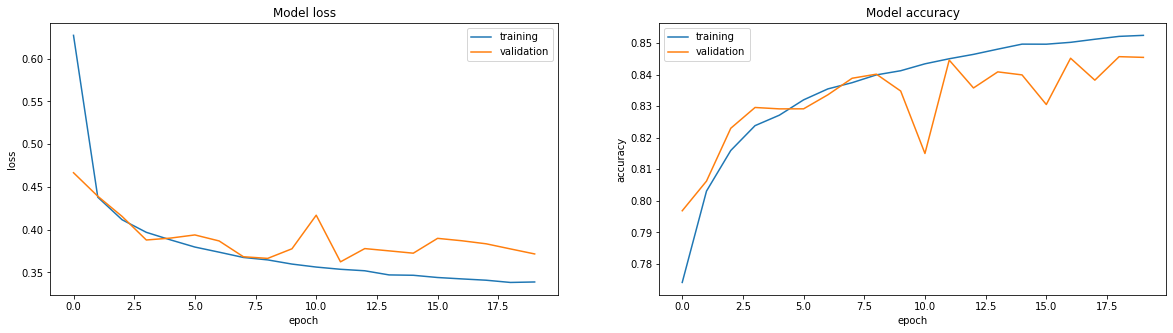 Model loss
training
validation
0.60
0.55
0.50
0.45
0.40
0.35
loss
0.0 2.5 5.0 7.5 10.0 12.5 15.0 17.5
epoch
Model accuracy
training
validation
0.85
0.84
0.83
0.82
0.81
0.80
0.79
0.78
accuracy
0.0 2.5 5.0 7.5 10.0 12.5 15.0 17.5
epoch